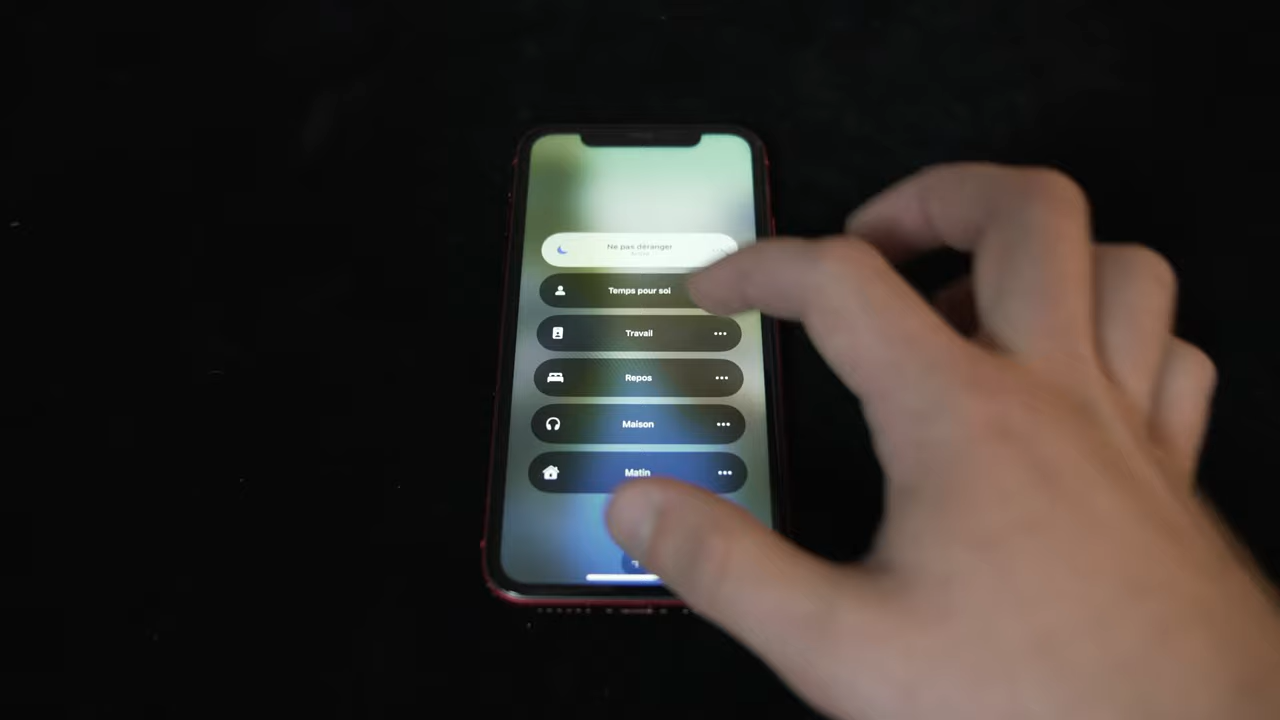 Ne pas déranger
Temps pour soi
Travail
Repos
Maison
Matin